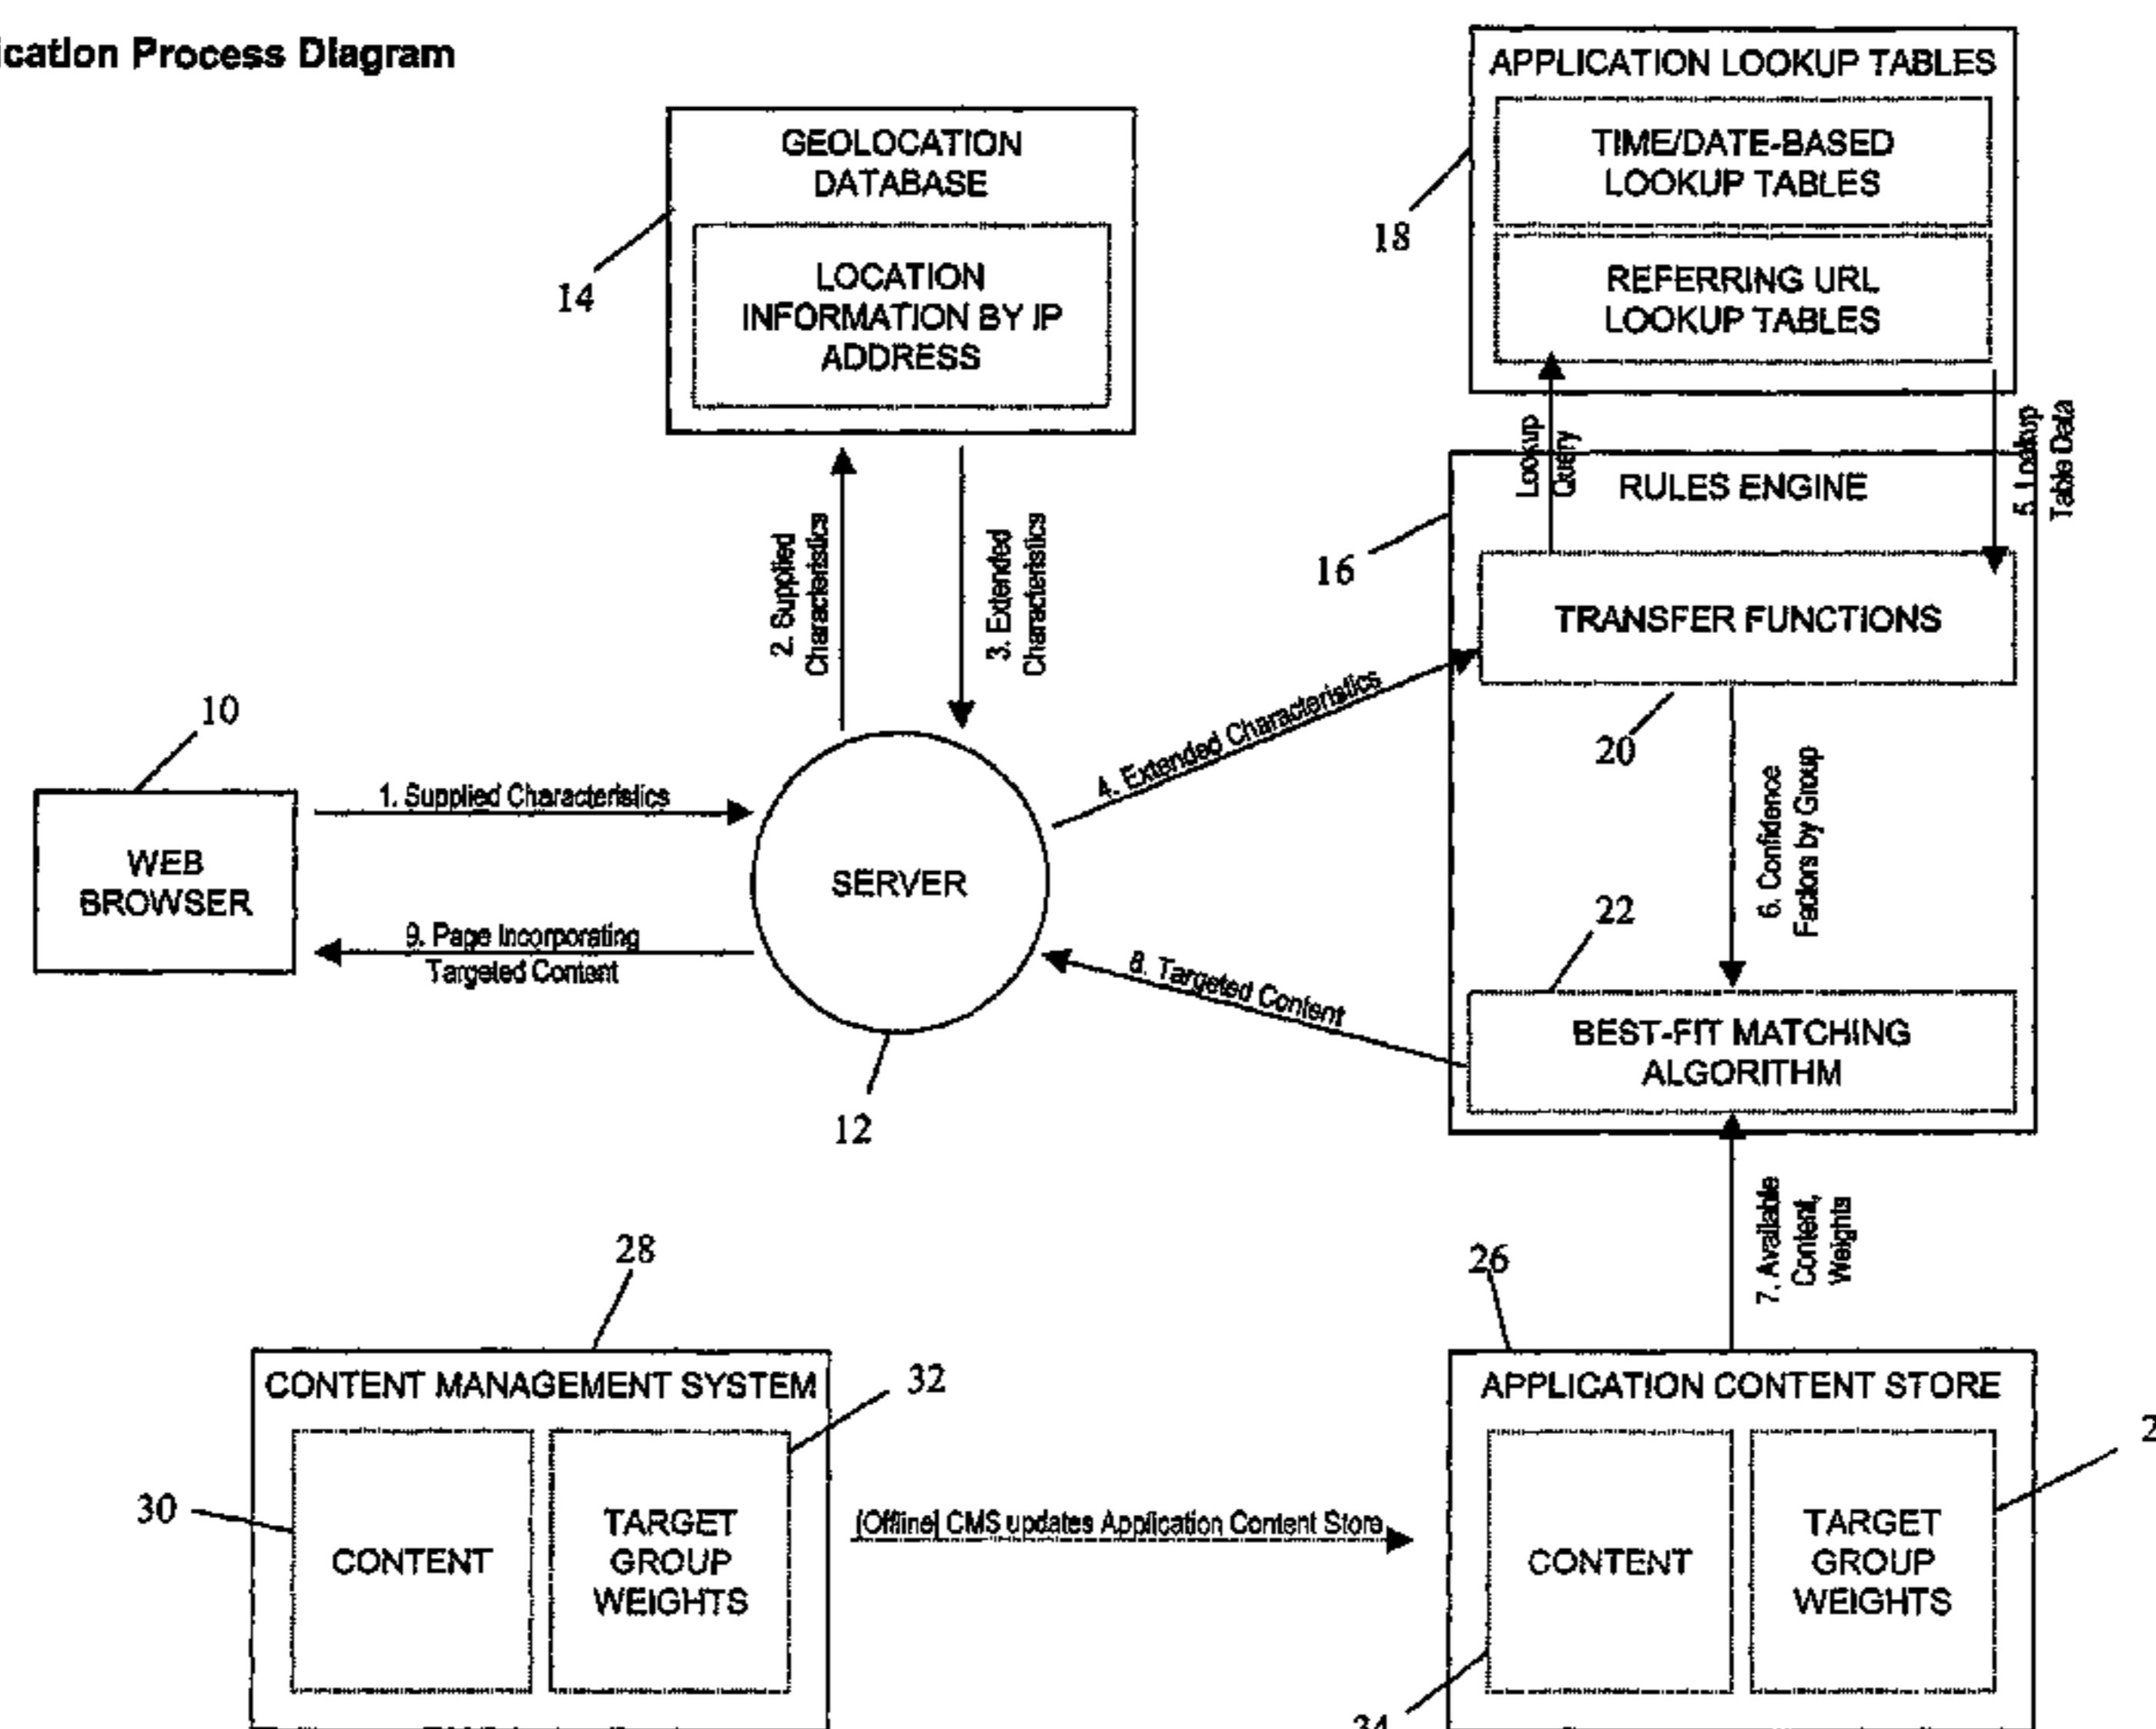 ication Process Diagram
APPLICATION LOOKUP TABLES
TIME/DATE-BASED
LOOKUP TABLES
REFERRING URL
LOOKUP TABLES
18
GEOLOCATION
DATABASE
LOCATION
INFORMATION BY IP
ADDRESS
14
Lookup
Query
5. Lookup
Table Data
RULES ENGINE
16
TRANSFER FUNCTIONS
20
2. Supplied
Characteristics
3. Extended
Characteristics
4. Extended Characteristics
10
WEB
BROWSER
1. Supplied Characteristics
SERVER
12
9. Page Incorporating
Targeted Content
6. Confidence
Factors by Group
22
8. Targeted Content
BEST-FIT MATCHING
ALGORITHM
7. Available
Content,
Weights
28
CONTENT MANAGEMENT SYSTEM
32
30
CONTENT
TARGET
GROUP
WEIGHTS
(Offline) CMS updates Application Content Store
26
APPLICATION CONTENT STORE
2
CONTENT
TARGET
GROUP
WEIGHTS
34